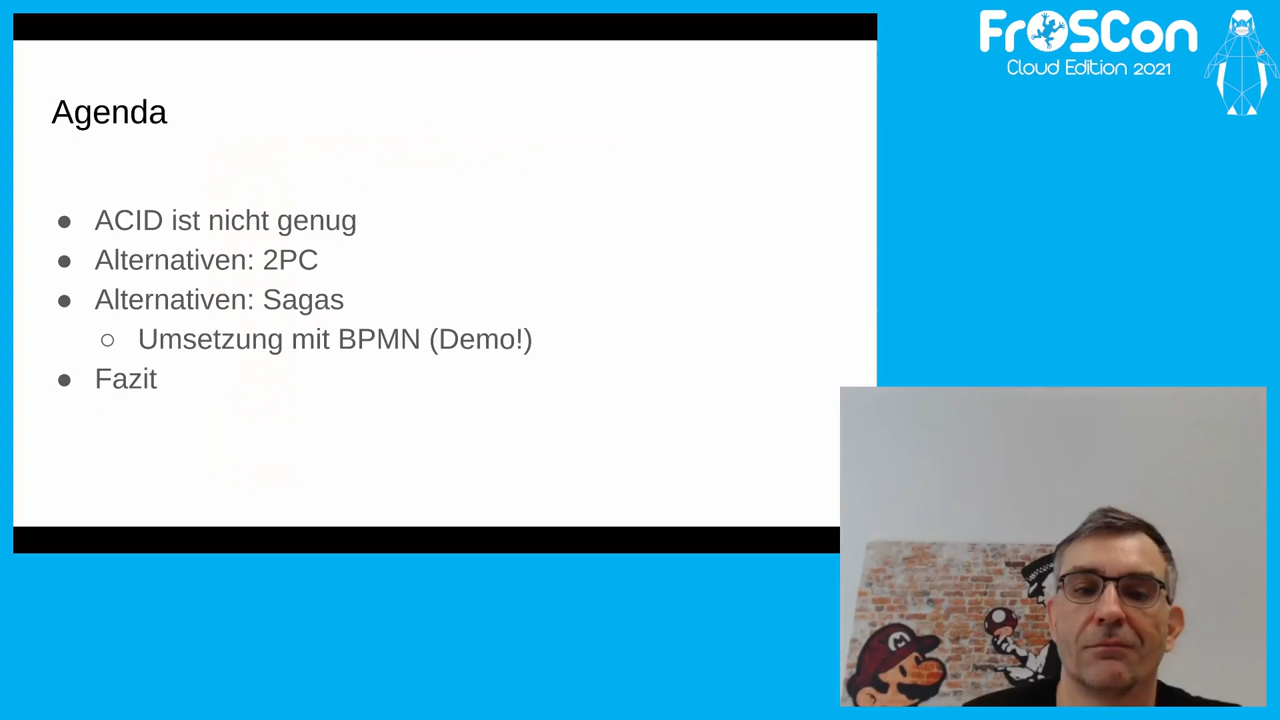 FrOSCon
Cloud Edition 2021
Agenda
● ACID ist nicht genug
● Alternativen: 2PC
● Alternativen: Sagas
○ Umsetzung mit BPMN (Demo!)
● Fazit
M